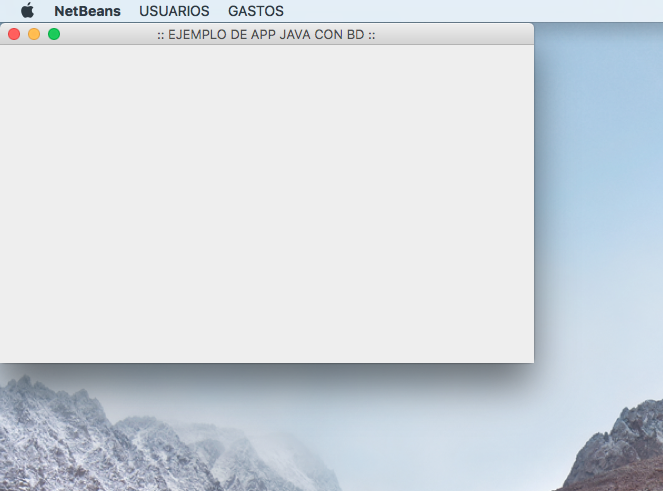 NetBeans USUARIOS GASTOS
:: EJEMPLO DE APP JAVA CON BD ::